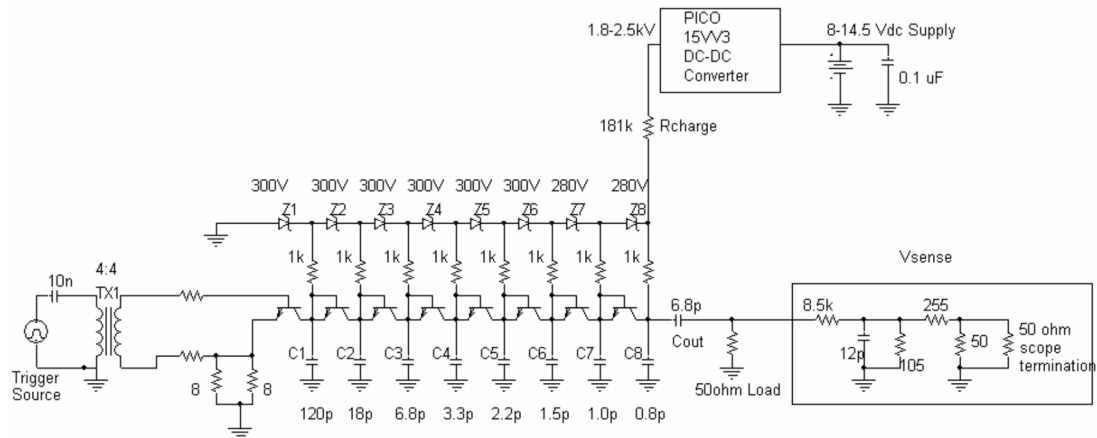 PICO
15VV3
DC-DC
Converter
1.8-2.5kV
8-14.5 Vdc Supply
0.1 uF
181k
Rcharge
300V 300V 300V 300V 300V 300V 280V 280V
Z1 Z2 Z3 Z4 Z5 Z6 Z7 Z8
1k 1k 1k 1k 1k 1k 1k 1k
10n
4:4
TX1
Trigger
Source
8 8
C1 C2 C3 C4 C5 C6 C7 C8
120p 18p 6.8p 3.3p 2.2p 1.5p 1.0p 0.8p
6.8p
Cout
50ohm Load
Vsense
8.5k
255
12p
105
50
50 ohm
scope
termination